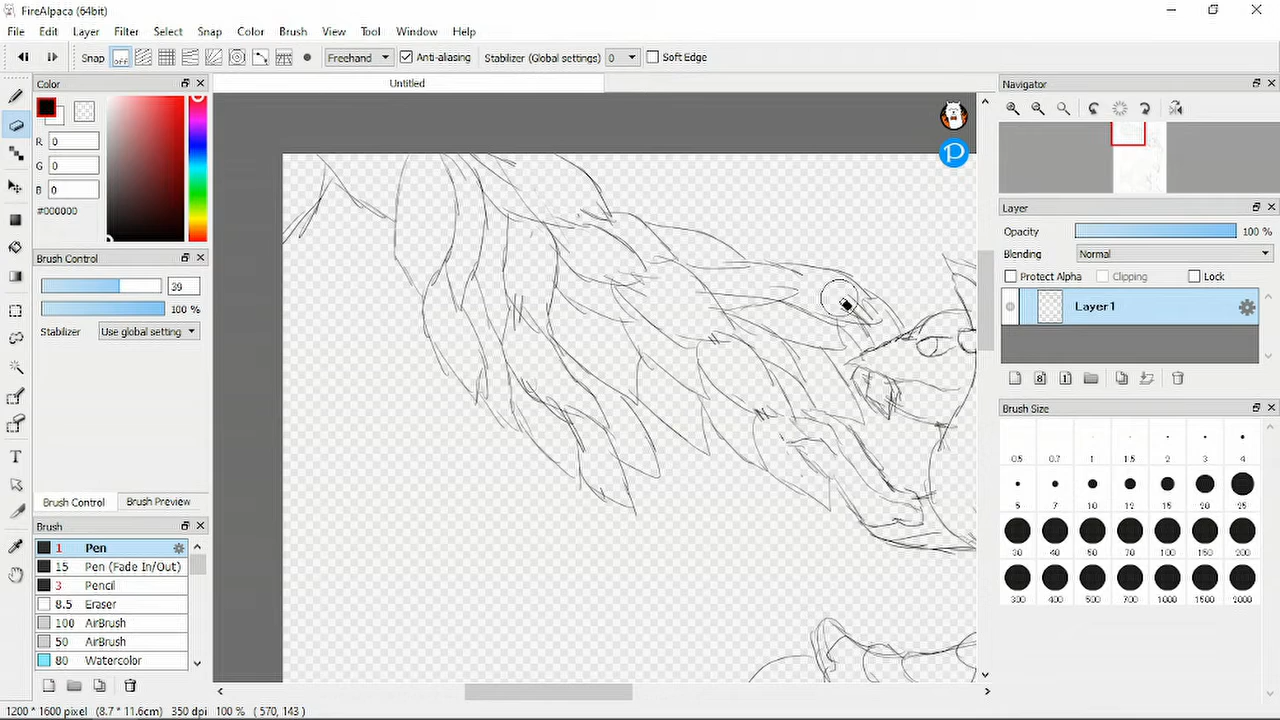 FireAlpaca (64bit)
File Edit Layer Filter Select Snap Color Brush View Tool Window Help
Snap off Freehand Anti-aliasing Stabilizer (Global settings) 0 Soft Edge
Color
Untitled
Navigator
R 0
G 0
B 0
#000000
Layer
Opacity 100 %
Blending Normal
Protect Alpha Clipping Lock
Layer1
Brush Control
39
100 %
Stabilizer Use global setting
8 1
Brush Size
0.5 0.7 1 1.5 2 3 4
5 7 10 12 15 20 25
30 40 50 70 100 150 200
300 400 500 700 1000 1500 2000
Brush Control Brush Preview
Brush
1 Pen
15 Pen (Fade In/Out)
3 Pencil
8.5 Eraser
100 AirBrush
50 AirBrush
80 Watercolor
1200 * 1600 pixel (8.7 * 11.6cm) 350 dpi 100 % ( 570, 143 )